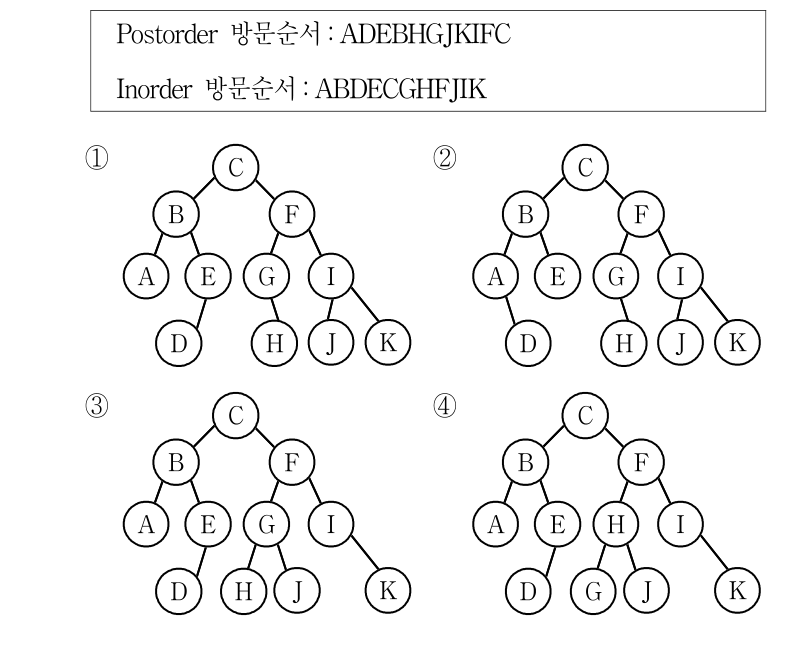 Postorder 방문순서 : ADEBHGJKIFC
Inorder 방문순서 : ABDECGHFJIK
① C
B F
A E G I
D H J K
② C
B F
A E G I
D H J K
③ C
B F
A E G I
D H J K
④ C
B F
A E H I
D G J K